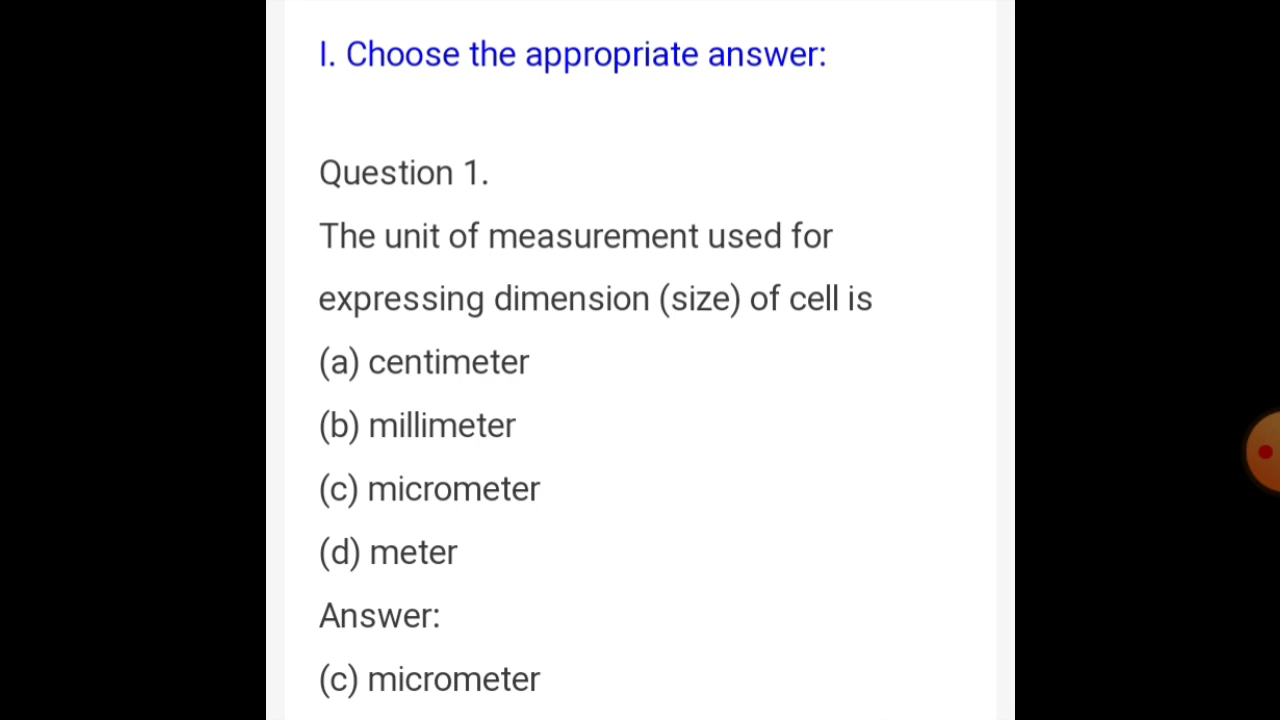 I. Choose the appropriate answer:
Question 1.
The unit of measurement used for
expressing dimension (size) of cell is
(a) centimeter
(b) millimeter
(c) micrometer
(d) meter
Answer:
(c) micrometer